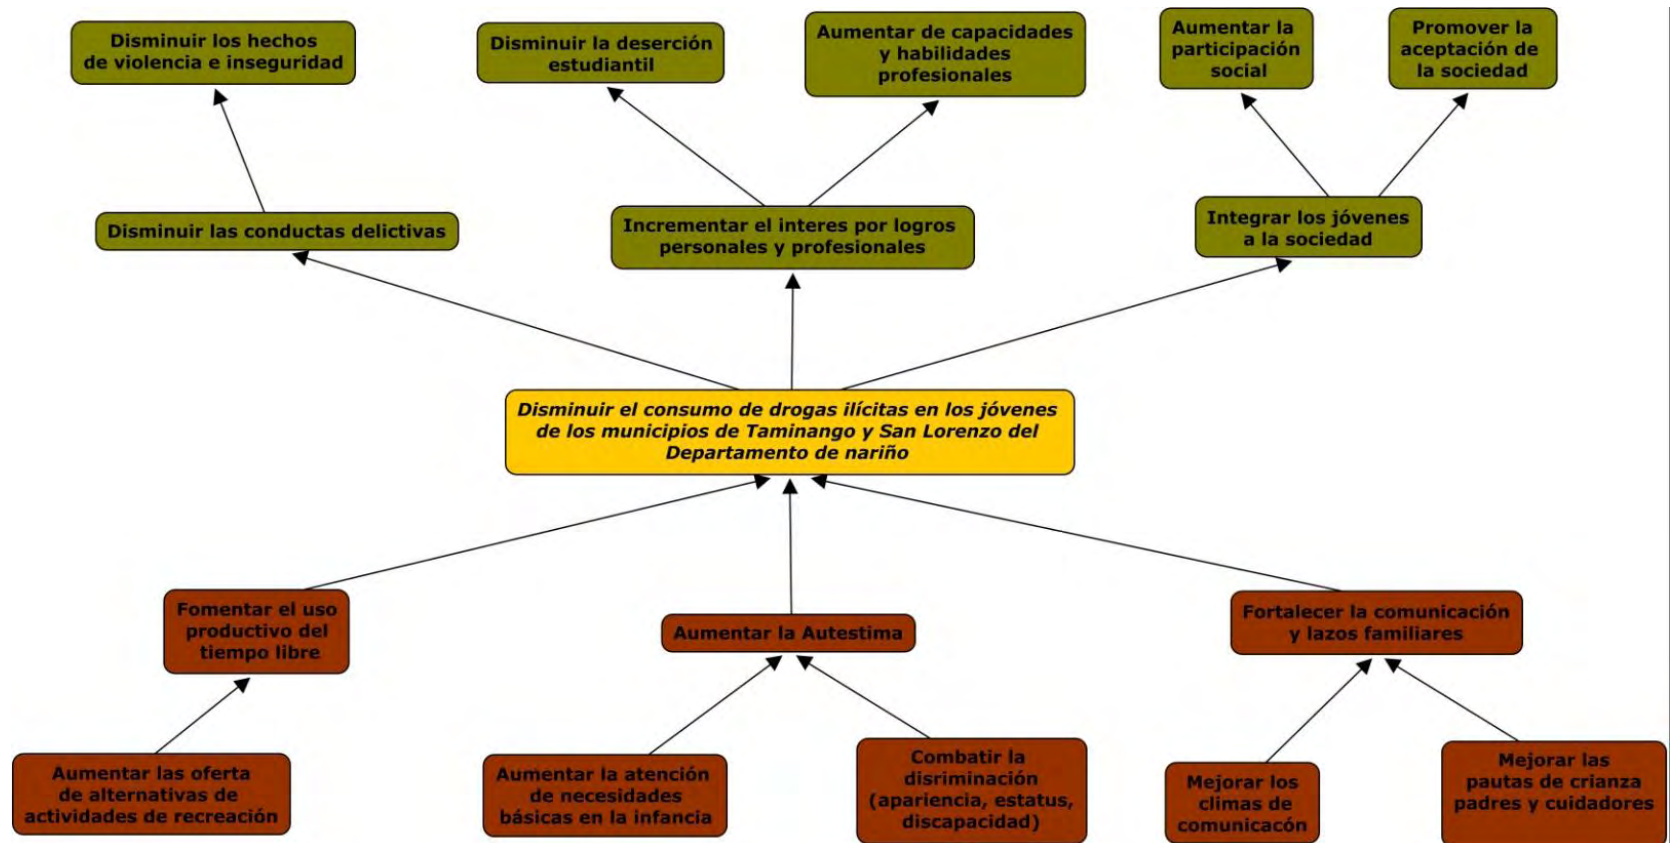 Disminuir los hechos
de violencia e inseguridad
Disminuir la deserción
estudiantil
Aumentar de capacidades
y habilidades
profesionales
Aumentar la
participación
social
Promover la
aceptación de
la sociedad
Disminuir las conductas delictivas
Incrementar el interes por logros
personales y profesionales
Integrar los jóvenes
a la sociedad
Disminuir el consumo de drogas ilícitas en los jóvenes
de los municipios de Taminango y San Lorenzo del
Departamento de nariño
Fomentar el uso
productivo del
tiempo libre
Aumentar la Autestima
Fortalecer la comunicación
y lazos familiares
Aumentar las oferta
de alternativas de
actividades de recreación
Aumentar la atención
de necesidades
básicas en la infancia
Combatir la
disriminación
(apariencia, estatus,
discapacidad)
Mejorar los
climas de
comunicacón
Mejorar las
pautas de crianza
padres y cuidadores